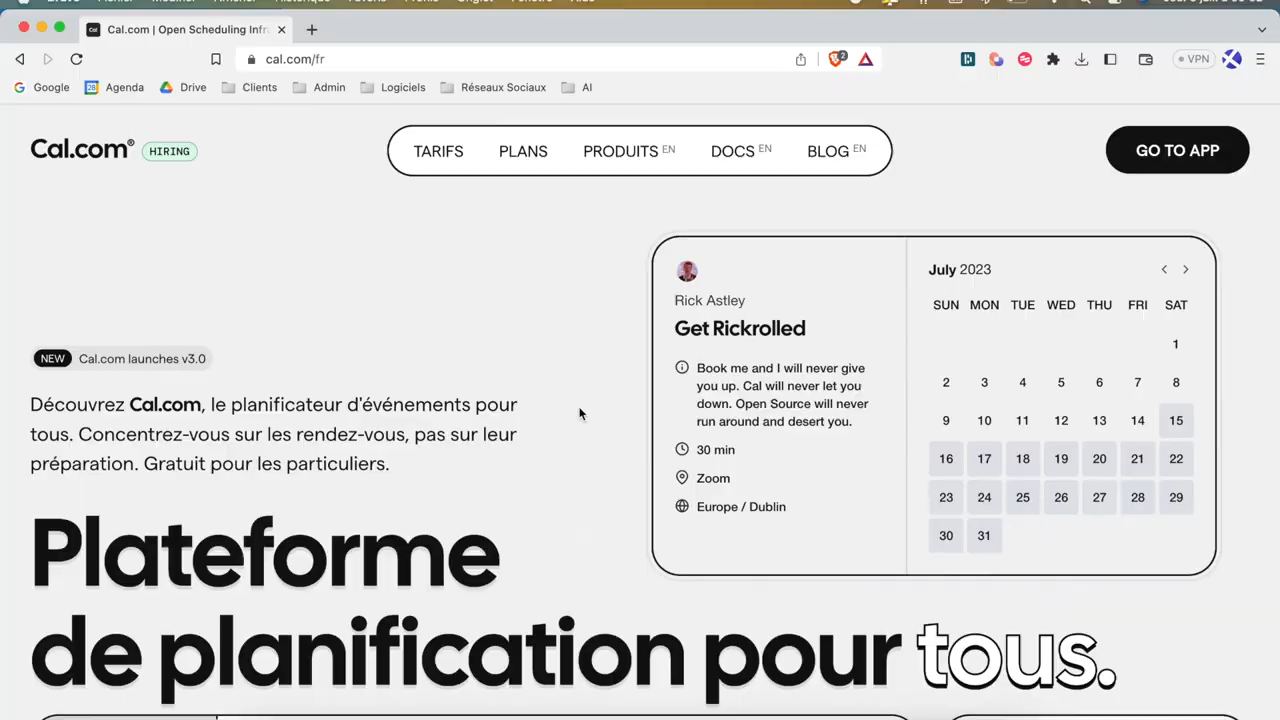 Cal.com | Open Scheduling Infra
cal.com/fr
2
VPN
Google
28
Agenda
Drive
Clients
Admin
Logiciels
Réseaux Sociaux
AI
Cal.com®
HIRING
TARIFS
PLANS
PRODUITS EN
DOCS EN
BLOG EN
GO TO APP
NEW Cal.com launches v3.0
Découvrez Cal.com, le planificateur d'événements pour
tous. Concentrez-vous sur les rendez-vous, pas sur leur
préparation. Gratuit pour les particuliers.
Rick Astley
Get Rickrolled
Book me and I will never give
you up. Cal will never let you
down. Open Source will never
run around and desert you.
30 min
Zoom
Europe / Dublin
July 2023
SUN MON TUE WED THU FRI SAT
1
2 3 4 5 6 7 8
9 10 11 12 13 14 15
16 17 18 19 20 21 22
23 24 25 26 27 28 29
30 31
Plateforme
de planification pour tous.